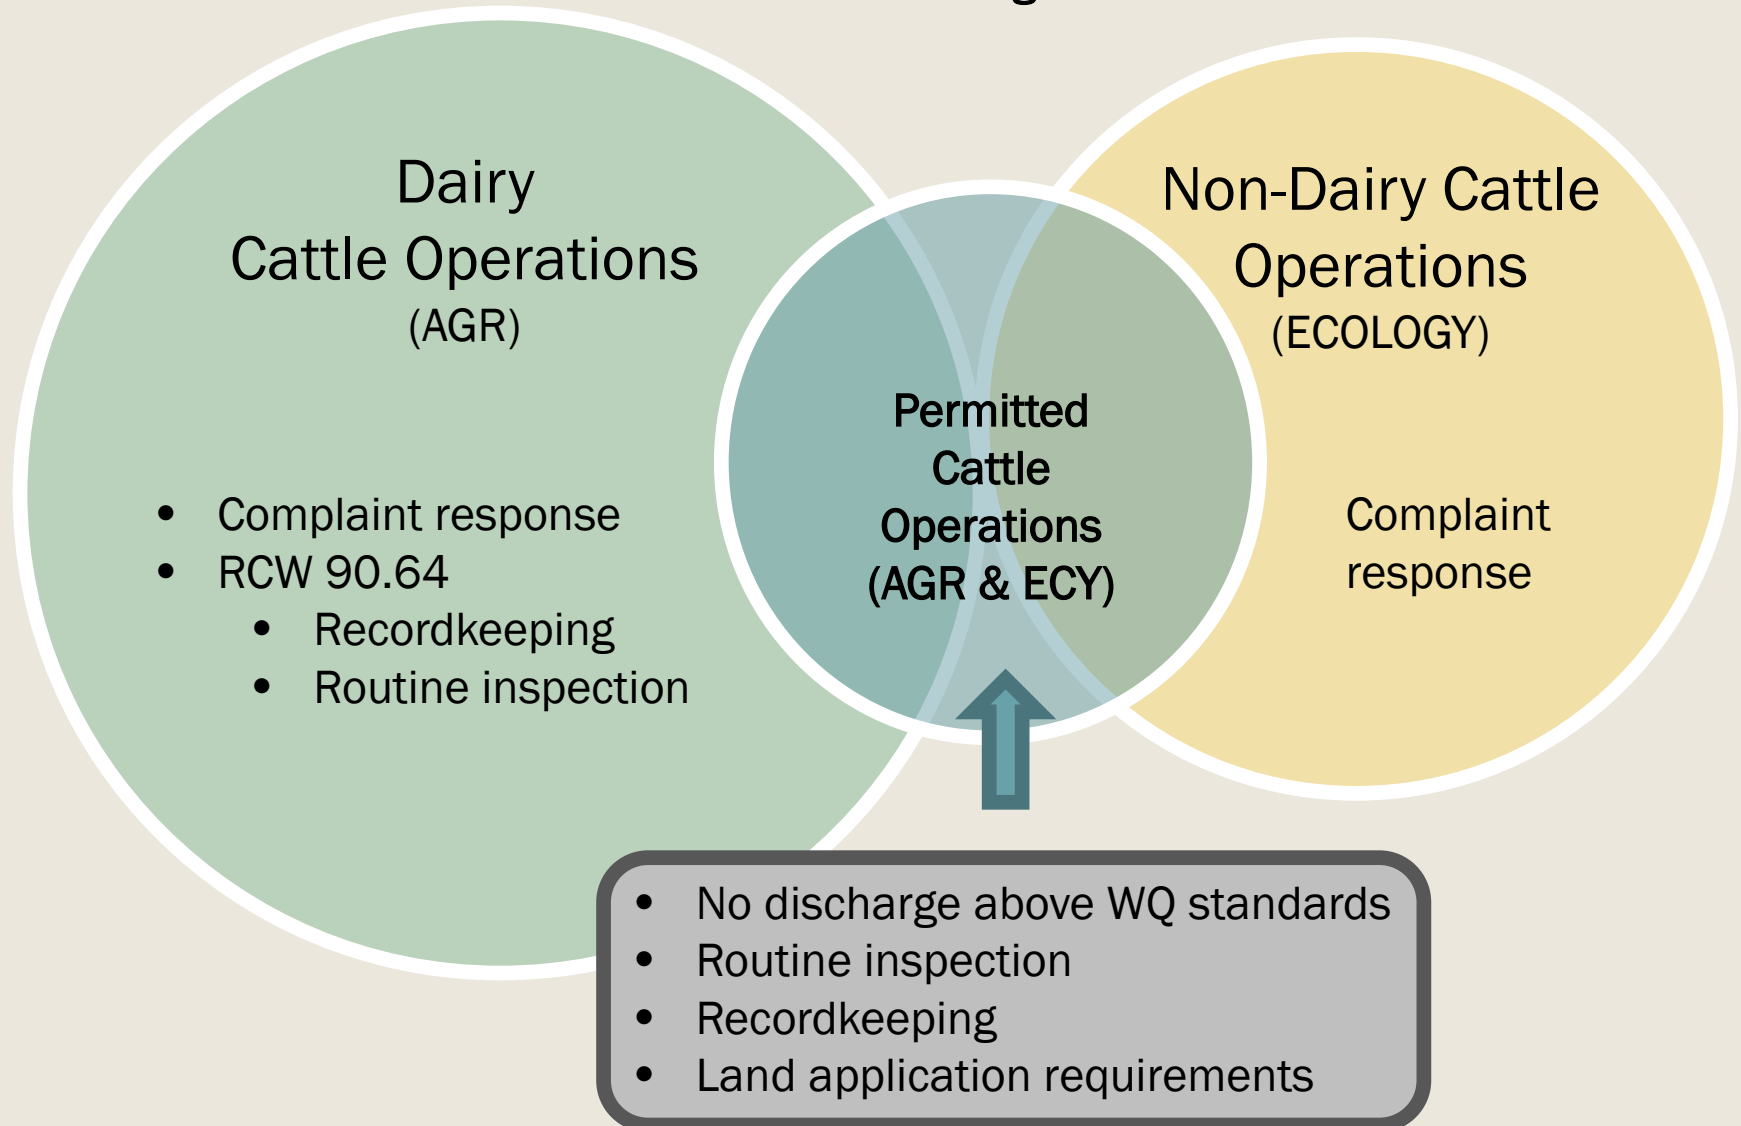 Dairy
Cattle Operations
(AGR)
• Complaint response
• RCW 90.64
• Recordkeeping
• Routine inspection
Permitted
Cattle
Operations
(AGR & ECY)
Non-Dairy Cattle
Operations
(ECOLOGY)
Complaint
response
• No discharge above WQ standards
• Routine inspection
• Recordkeeping
• Land application requirements